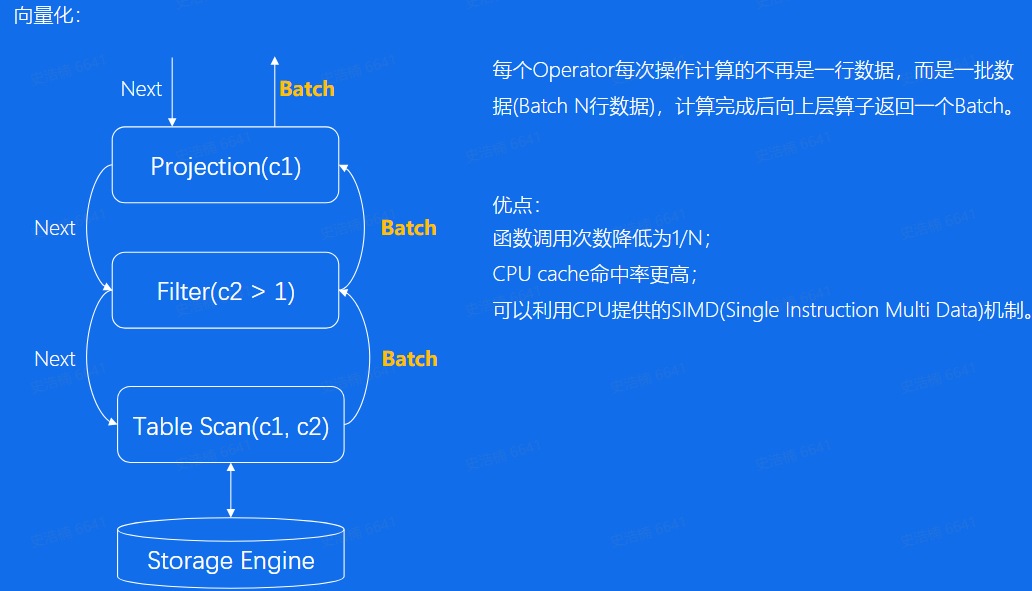 向量化：
Next
Batch
Projection(c1)
Next
Batch
Filter(c2 > 1)
Next
Batch
Table Scan(c1, c2)
Storage Engine
每个Operator每次操作计算的不再是一行数据，而是一批数
据(Batch N行数据)，计算完成后向上层算子返回一个Batch。
优点：
函数调用次数降低为1/N；
CPU cache命中率更高；
可以利用CPU提供的SIMD(Single Instruction Multi Data)机制。